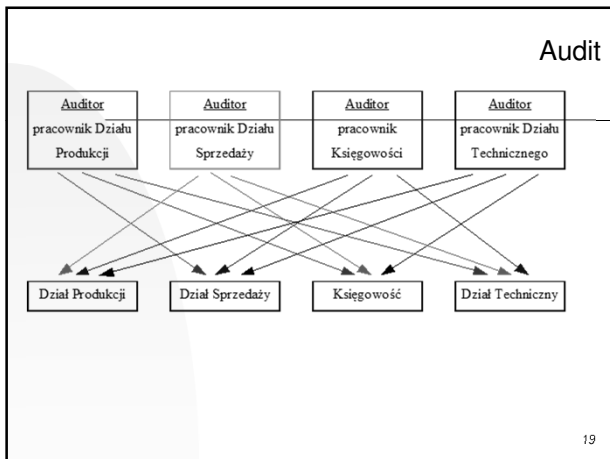 Audit
Auditor
pracownik Działu
Produkcji
Auditor
pracownik Działu
Sprzedaży
Auditor
pracownik
Księgowości
Auditor
pracownik Działu
Technicznego
Dział Produkcji
Dział Sprzedaży
Księgowość
Dział Techniczny
19